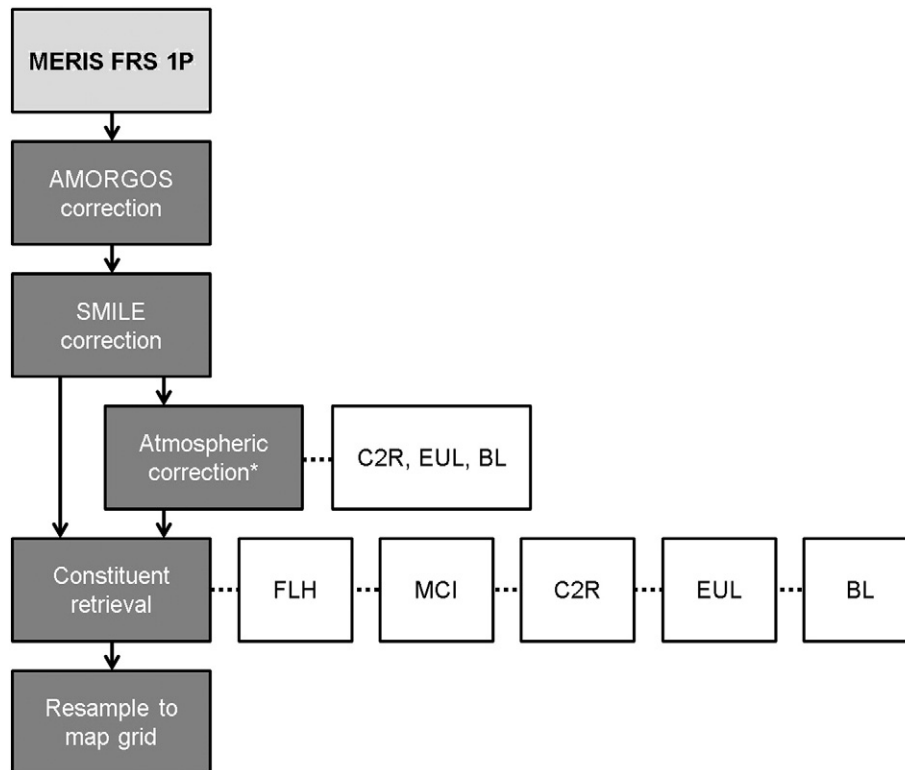 MERIS FRS 1P
AMORGOS
correction
SMILE
correction
Atmospheric
correction*
C2R, EUL, BL
Constituent
retrieval
FLH
MCI
C2R
EUL
BL
Resample to
map grid